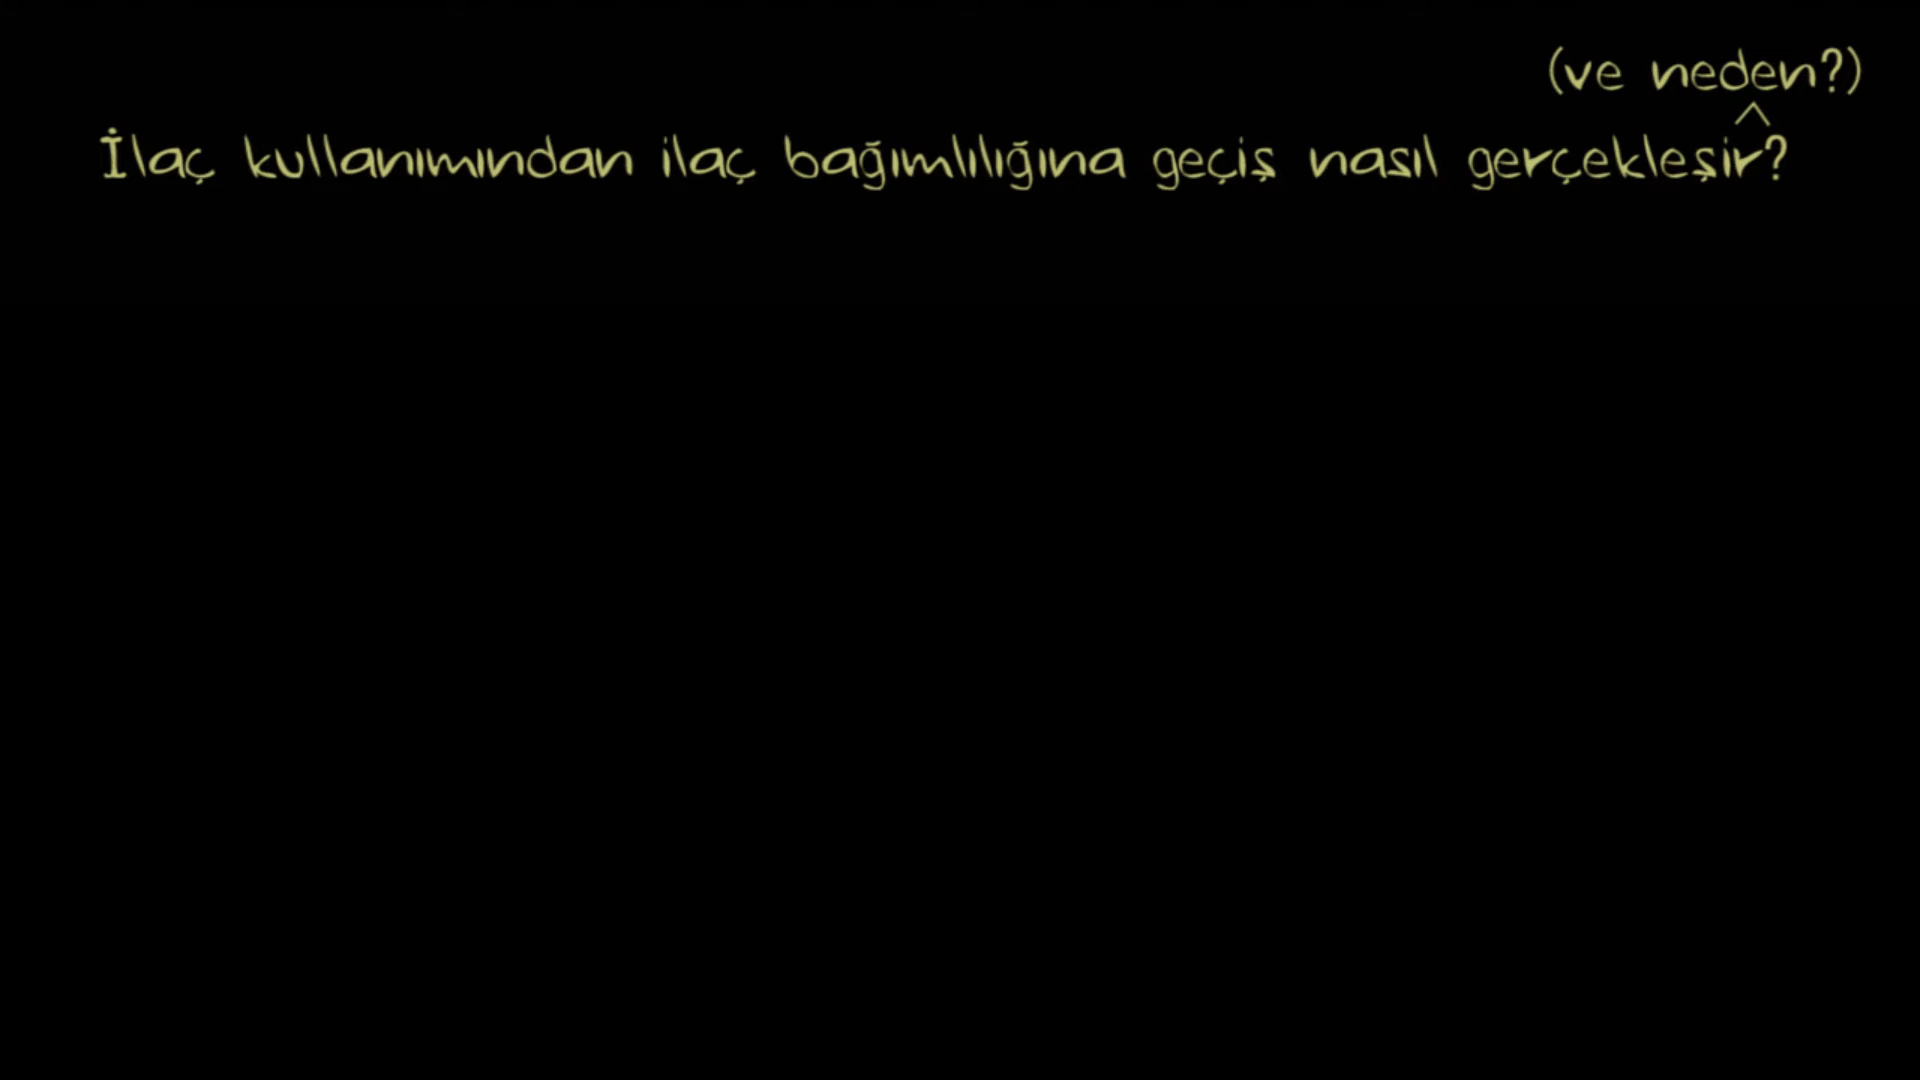 (ve neden?)
^
İlaç kullanımından ilaç bağımlılığına geçiş nasıl gerçekleşir?